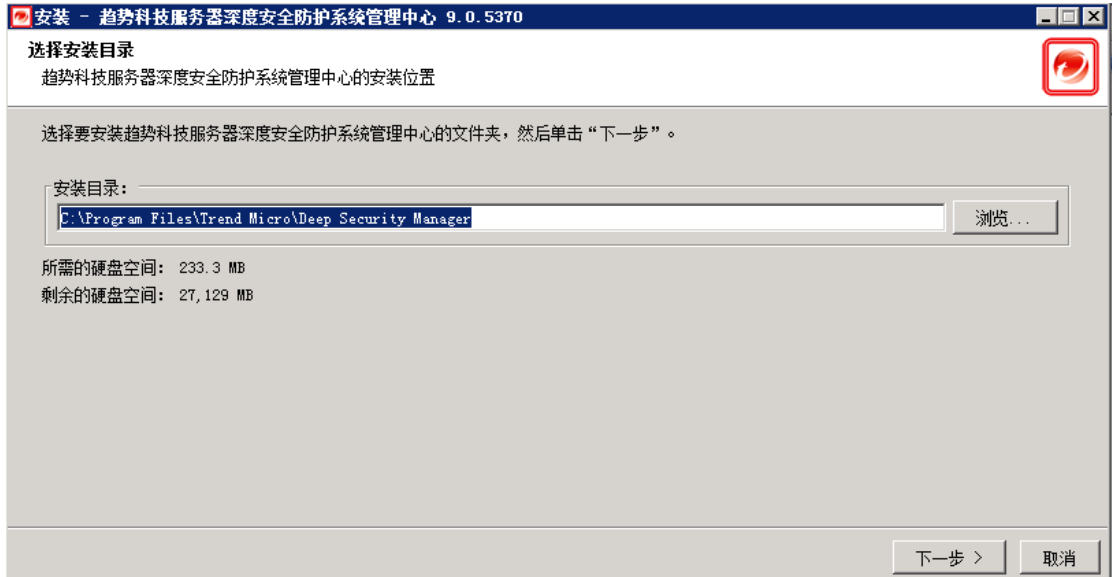 安装 - 趋势科技服务器深度安全防护系统管理中心 9.0.5370
选择安装目录
趋势科技服务器深度安全防护系统管理中心的安装位置
选择要安装趋势科技服务器深度安全防护系统管理中心的文件夹，然后单击“下一步”。
安装目录：
C:\Program Files\Trend Micro\Deep Security Manager
浏览...
所需的硬盘空间： 233.3 MB
剩余的硬盘空间： 27,129 MB
下一步 >
取消